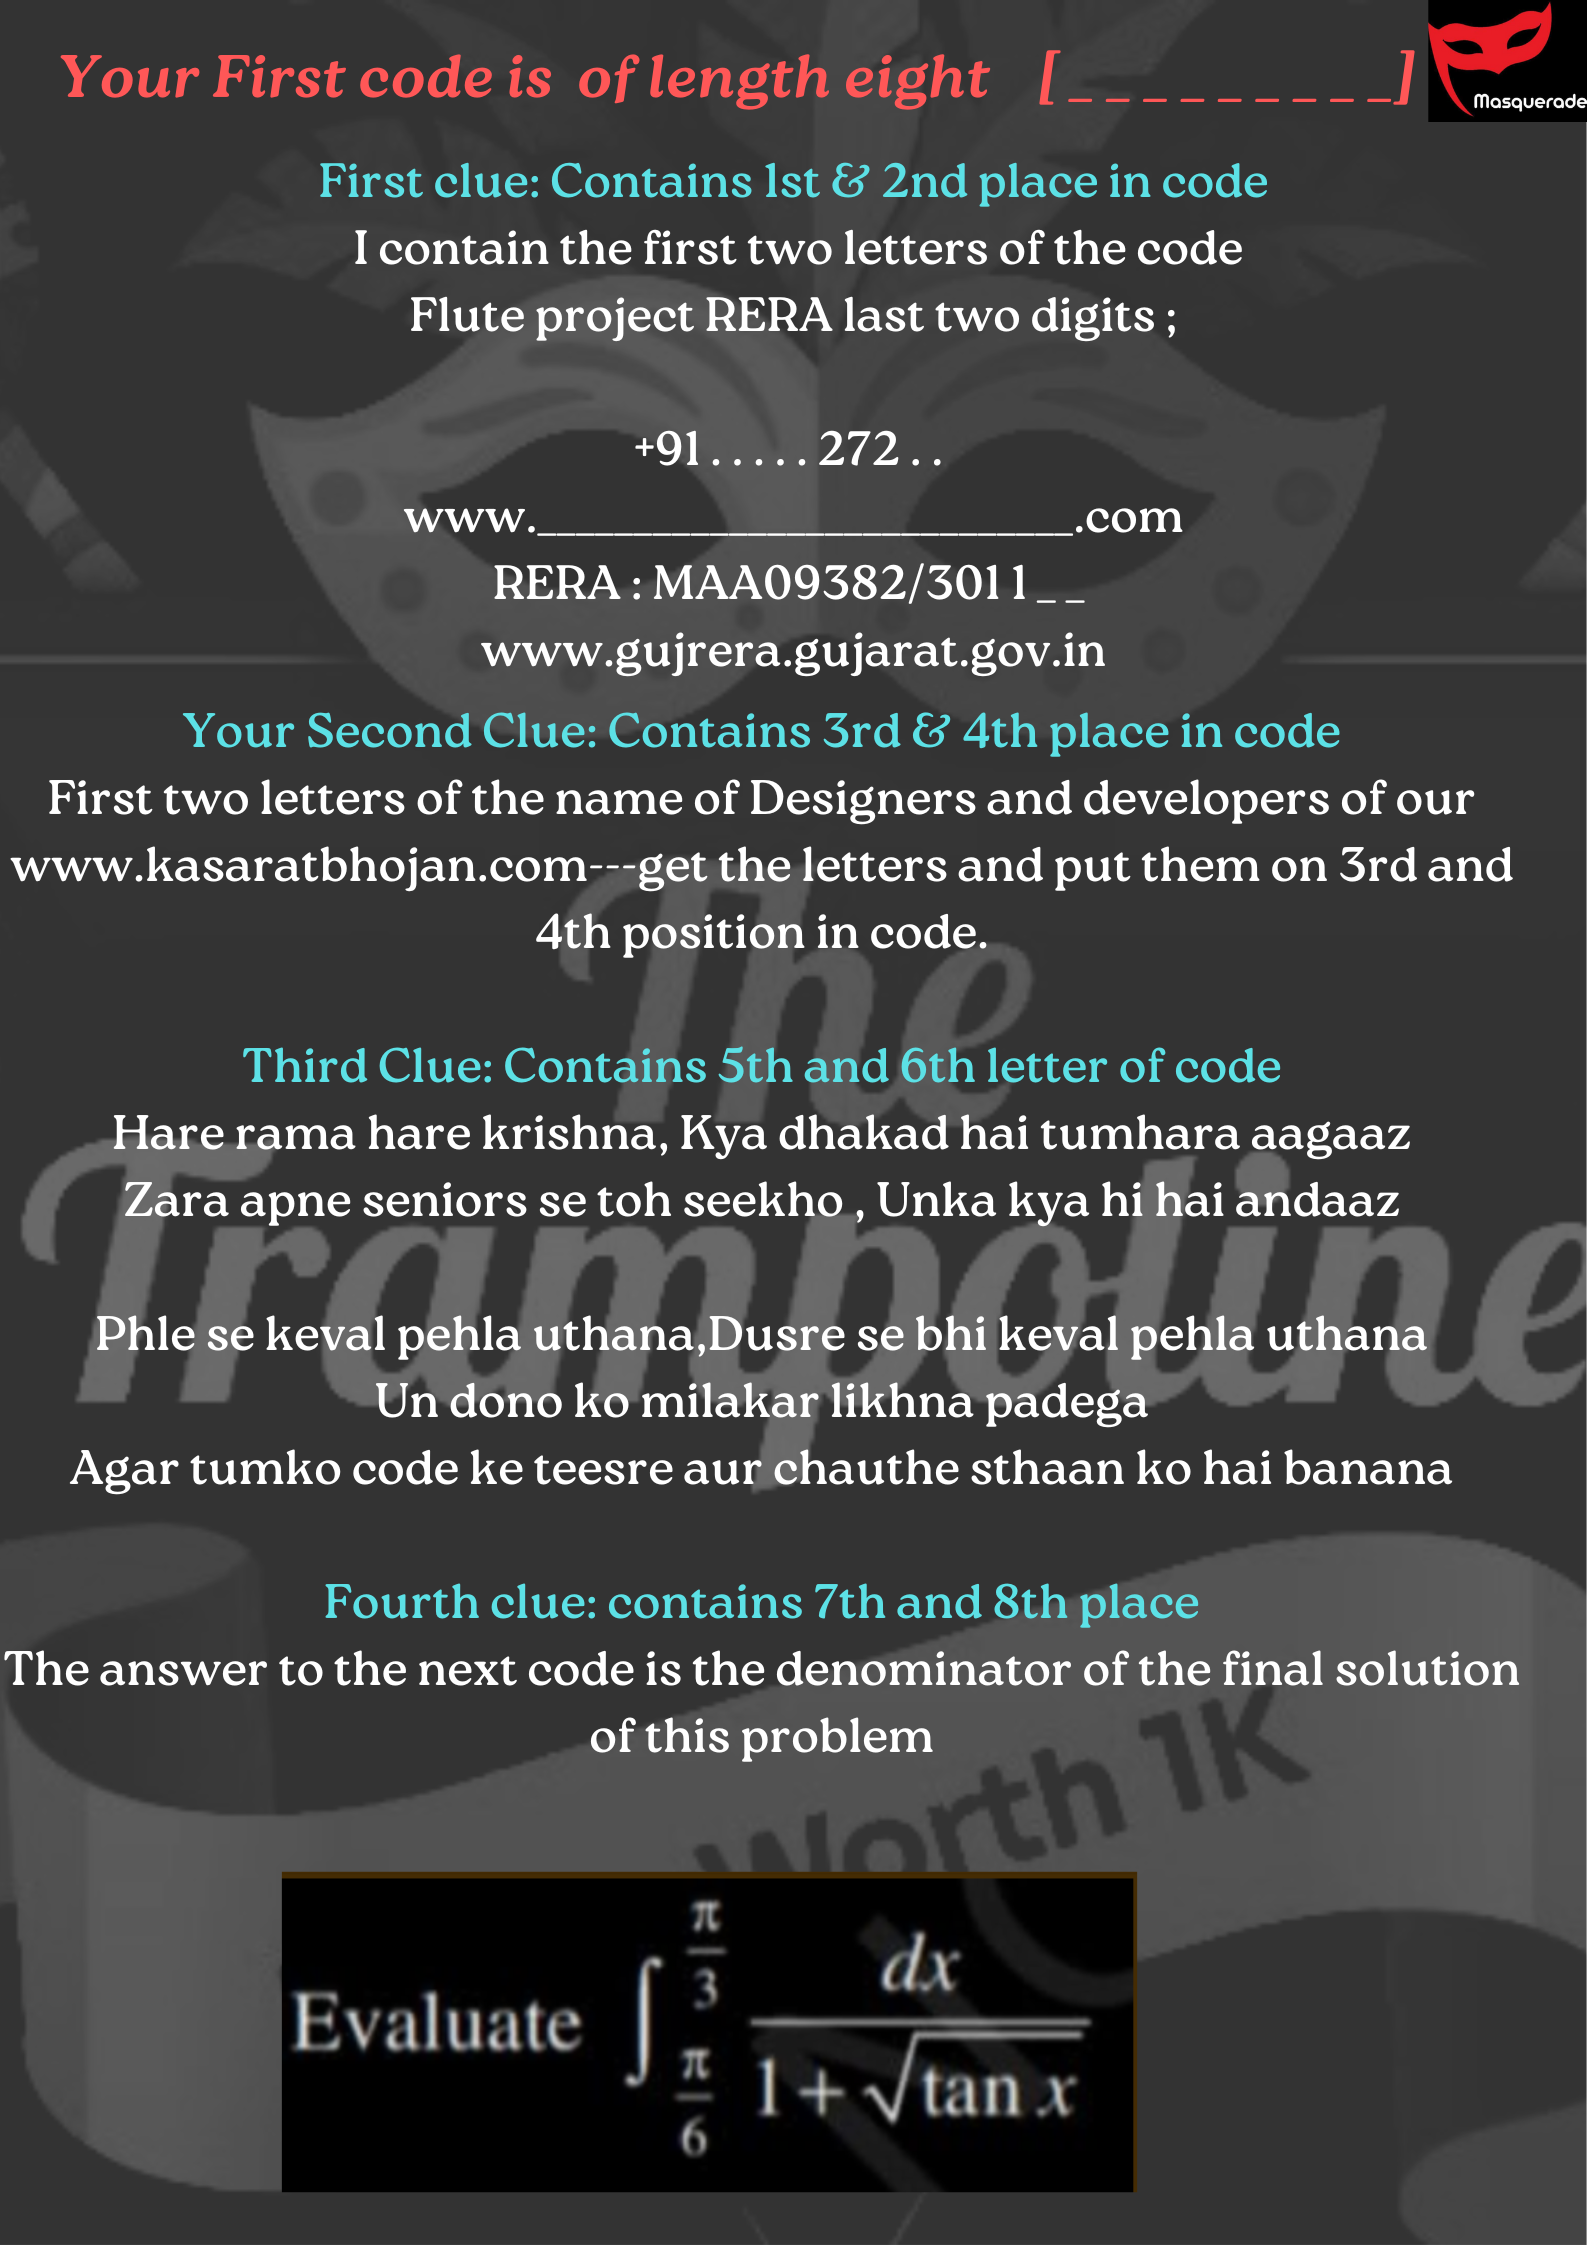 Your First code is of length eight [_ _ _ _ _ _ _ _ _]
Masquerade
First clue: Contains 1st & 2nd place in code
I contain the first two letters of the code
Flute project RERA last two digits ;
+91 . . . . . 272 . .
www.____________________________.com
RERA : MAA09382/3011 _ _
www.gujrera.gujarat.gov.in
Your Second Clue: Contains 3rd & 4th place in code
First two letters of the name of Designers and developers of our
www.kasaratbhojan.com---get the letters and put them on 3rd and
4th position in code.
The
Third Clue: Contains 5th and 6th letter of code
Hare rama hare krishna, Kya dhakad hai tumhara aagaaz
Zara apne seniors se toh seekho , Unka kya hi hai andaaz
Trampoline
Phle se keval pehla uthana,Dusre se bhi keval pehla uthana
Un dono ko milakar likhna padega
Agar tumko code ke teesre aur chauthe sthaan ko hai banana
Fourth clue: contains 7th and 8th place
The answer to the next code is the denominator of the final solution
of this problem
Worth 1K
Evaluate ∫ π/6 π/3 dx / 1+√tan x